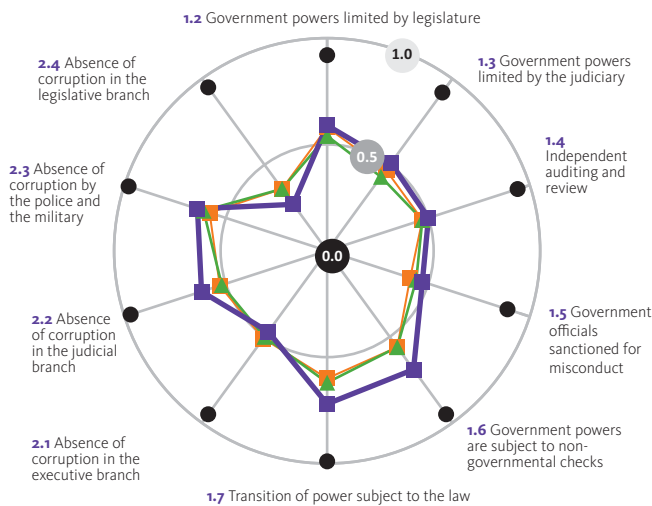 1.2 Government powers limited by legislature
1.0
1.3 Government powers
limited by the judiciary
2.4 Absence of
corruption in the
legislative branch
1.4
Independent
auditing and
review
0.5
2.3 Absence of
corruption by
the police and
the military
0.0
1.5 Government
officials
sanctioned for
misconduct
2.2 Absence
of corruption
in the judicial
branch
1.6 Government powers
are subject to non-
governmental checks
2.1 Absence of
corruption in the
executive branch
1.7 Transition of power subject to the law